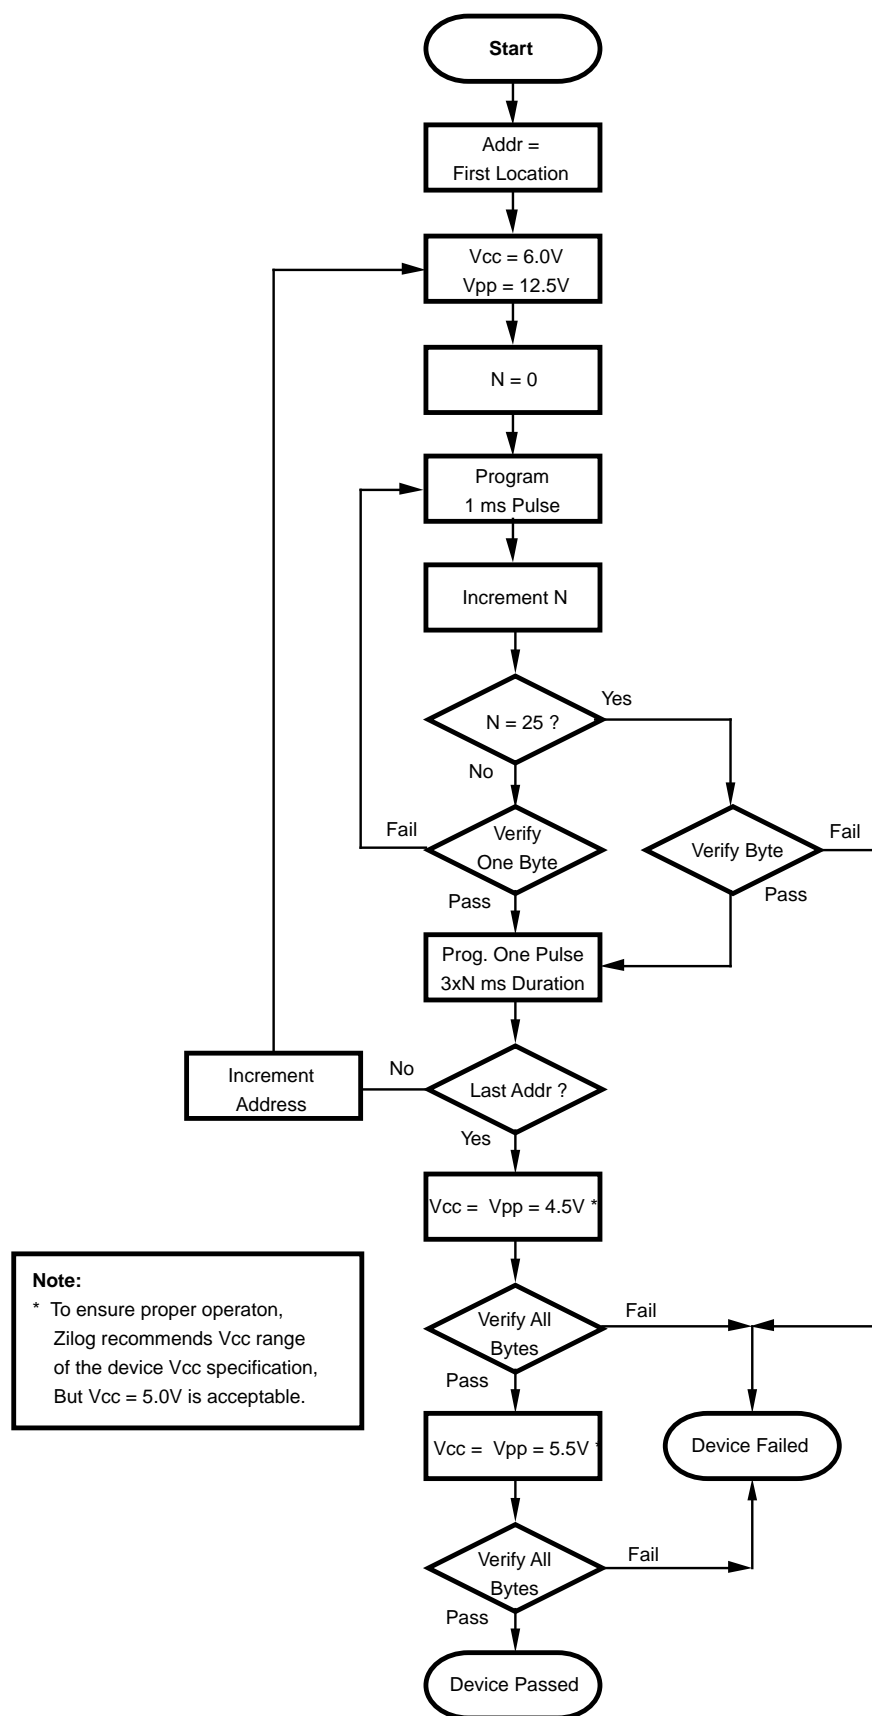 Start
Addr =
First Location
Vcc = 6.0V
Vpp = 12.5V
N = 0
Program
1 ms Pulse
Increment N
N = 25 ?
Yes
No
Verify
One Byte
Fail
Pass
Verify Byte
Fail
Pass
Prog. One Pulse
3xN ms Duration
Last Addr ?
No
Yes
Increment
Address
Vcc = Vpp = 4.5V *
Note:
* To ensure proper operaton,
Zilog recommends Vcc range
of the device Vcc specification,
But Vcc = 5.0V is acceptable.
Verify All
Bytes
Fail
Pass
Vcc = Vpp = 5.5V *
Device Failed
Verify All
Bytes
Fail
Pass
Device Passed